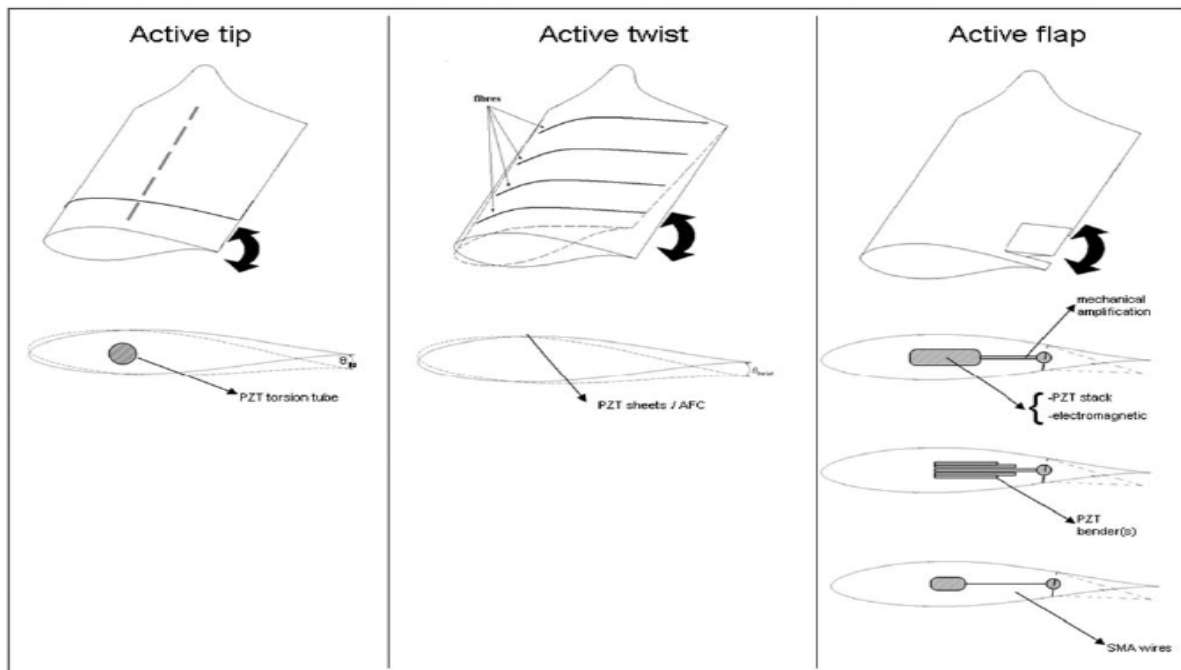 Active tip
Active twist
Active flap
fibres
mechanical
amplification
PZT torsion tube
PZT sheets / AFC
-PZT stack
-electromagnetic
PZT
bender(s)
SMA wires